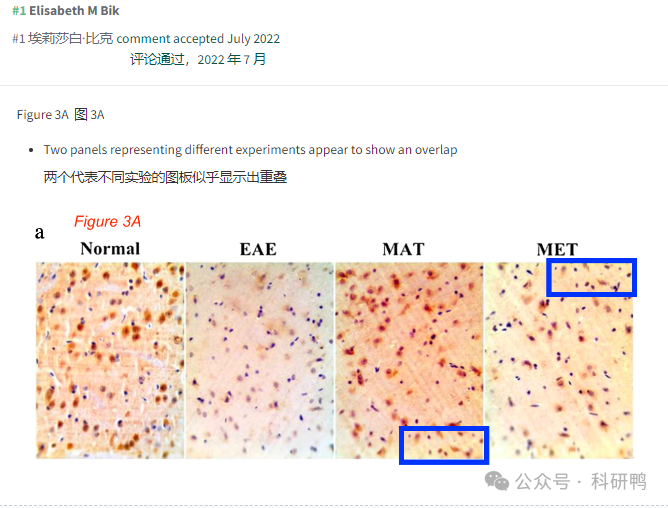 #1 Elisabeth M Bik
#1 埃莉莎白·比克 comment accepted July 2022
评论通过，2022 年 7 月
Figure 3A 图 3A
• Two panels representing different experiments appear to show an overlap
两个代表不同实验的图板似乎显示出重叠
Figure 3A
a
Normal EAE MAT MET
公众号 · 科研鸭